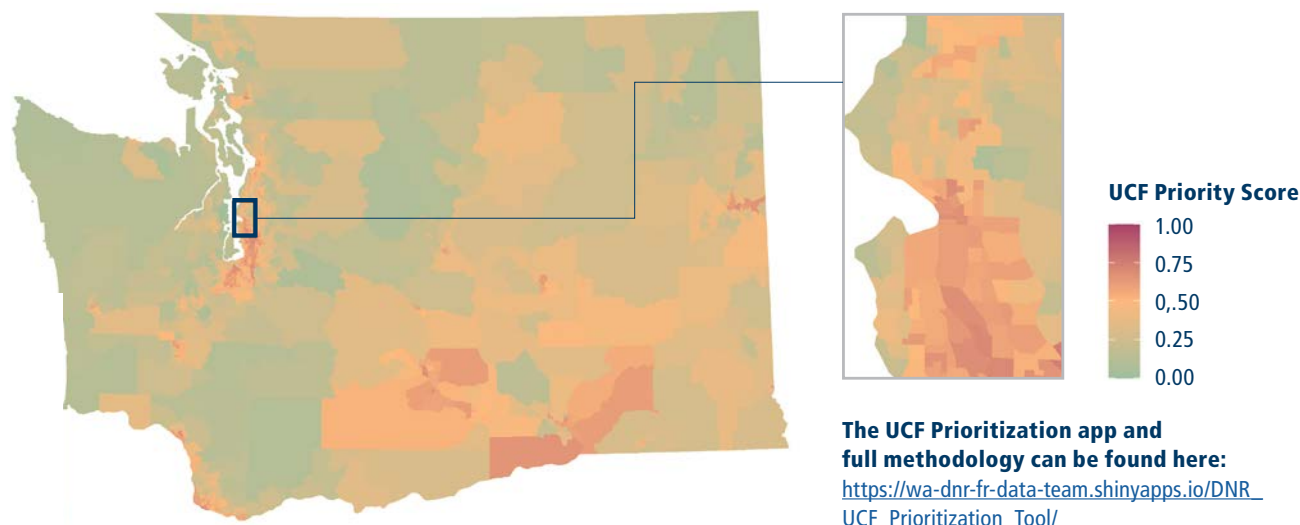 UCF Priority Score
1.00
0.75
0,.50
0.25
0.00
The UCF Prioritization app and
full methodology can be found here:
https://wa-dnr-fr-data-team.shinyapps.io/DNR_
UCF_Prioritization_Tool/